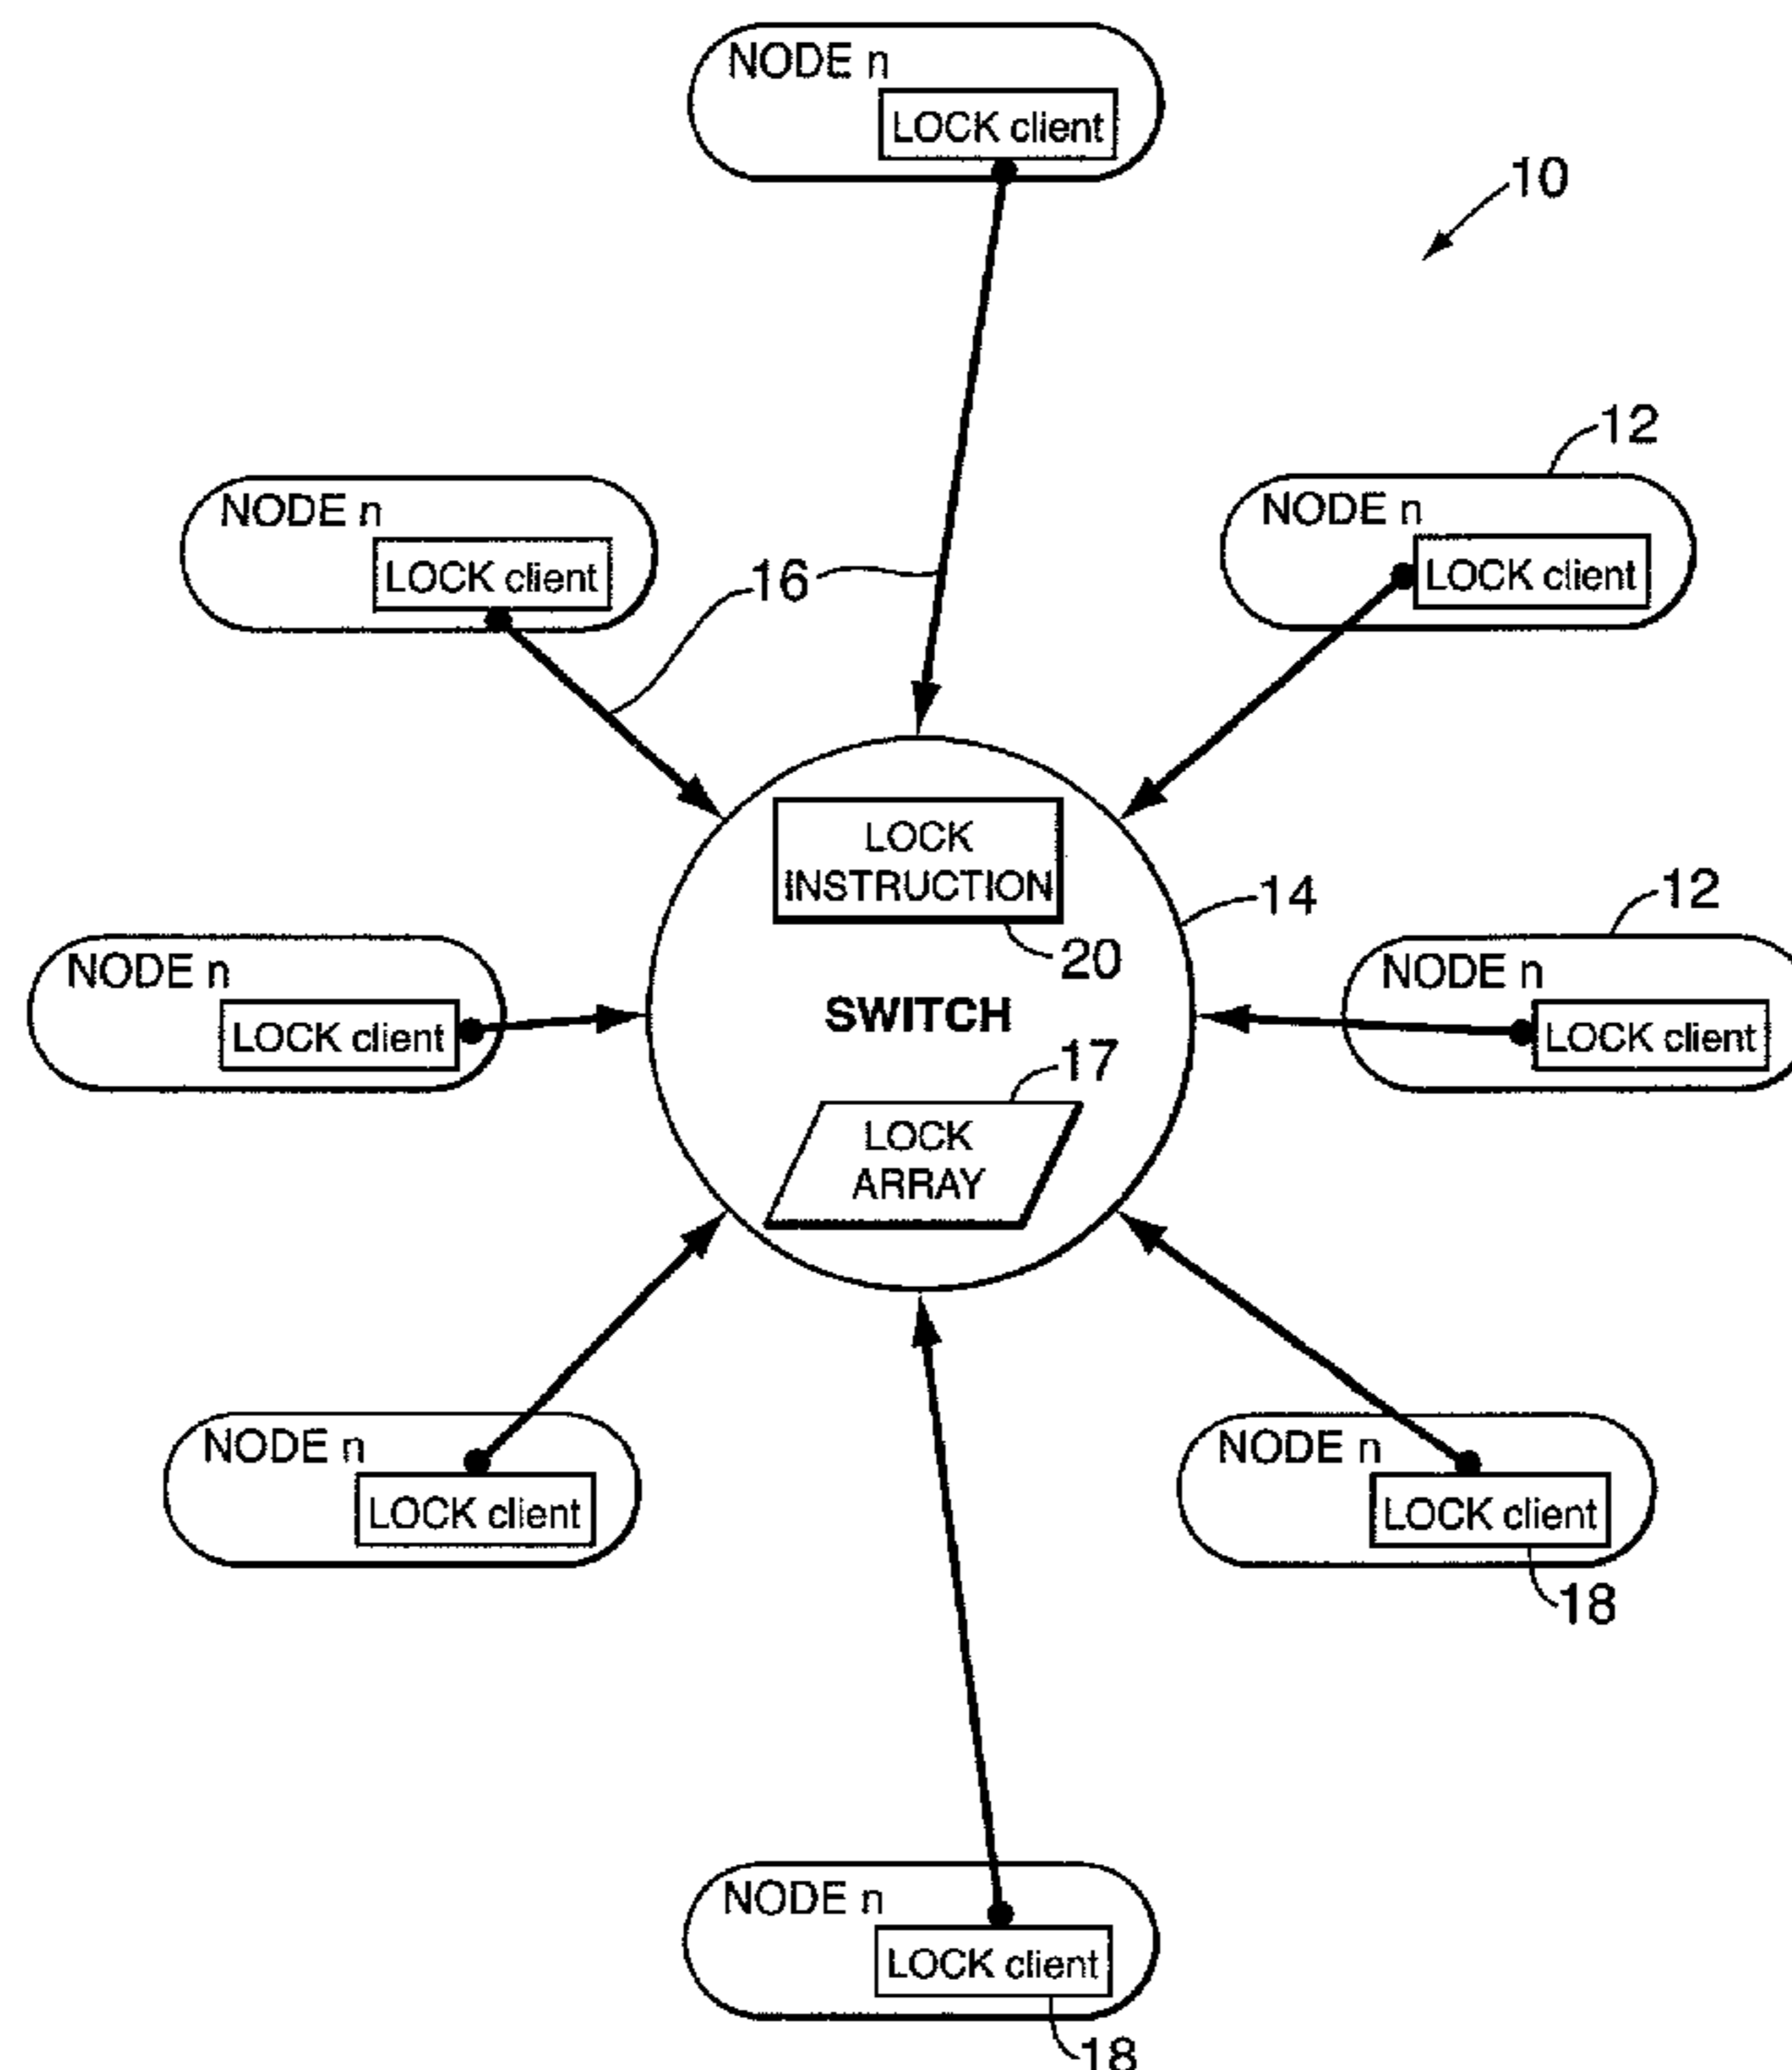 NODE n
LOCK client
10
12
NODE n
LOCK client
16
NODE n
LOCK client
LOCK
INSTRUCTION
20
14
12
NODE n
LOCK client
SWITCH
NODE n
LOCK client
17
LOCK
ARRAY
NODE n
LOCK client
NODE n
LOCK client
18
NODE n
LOCK client
18